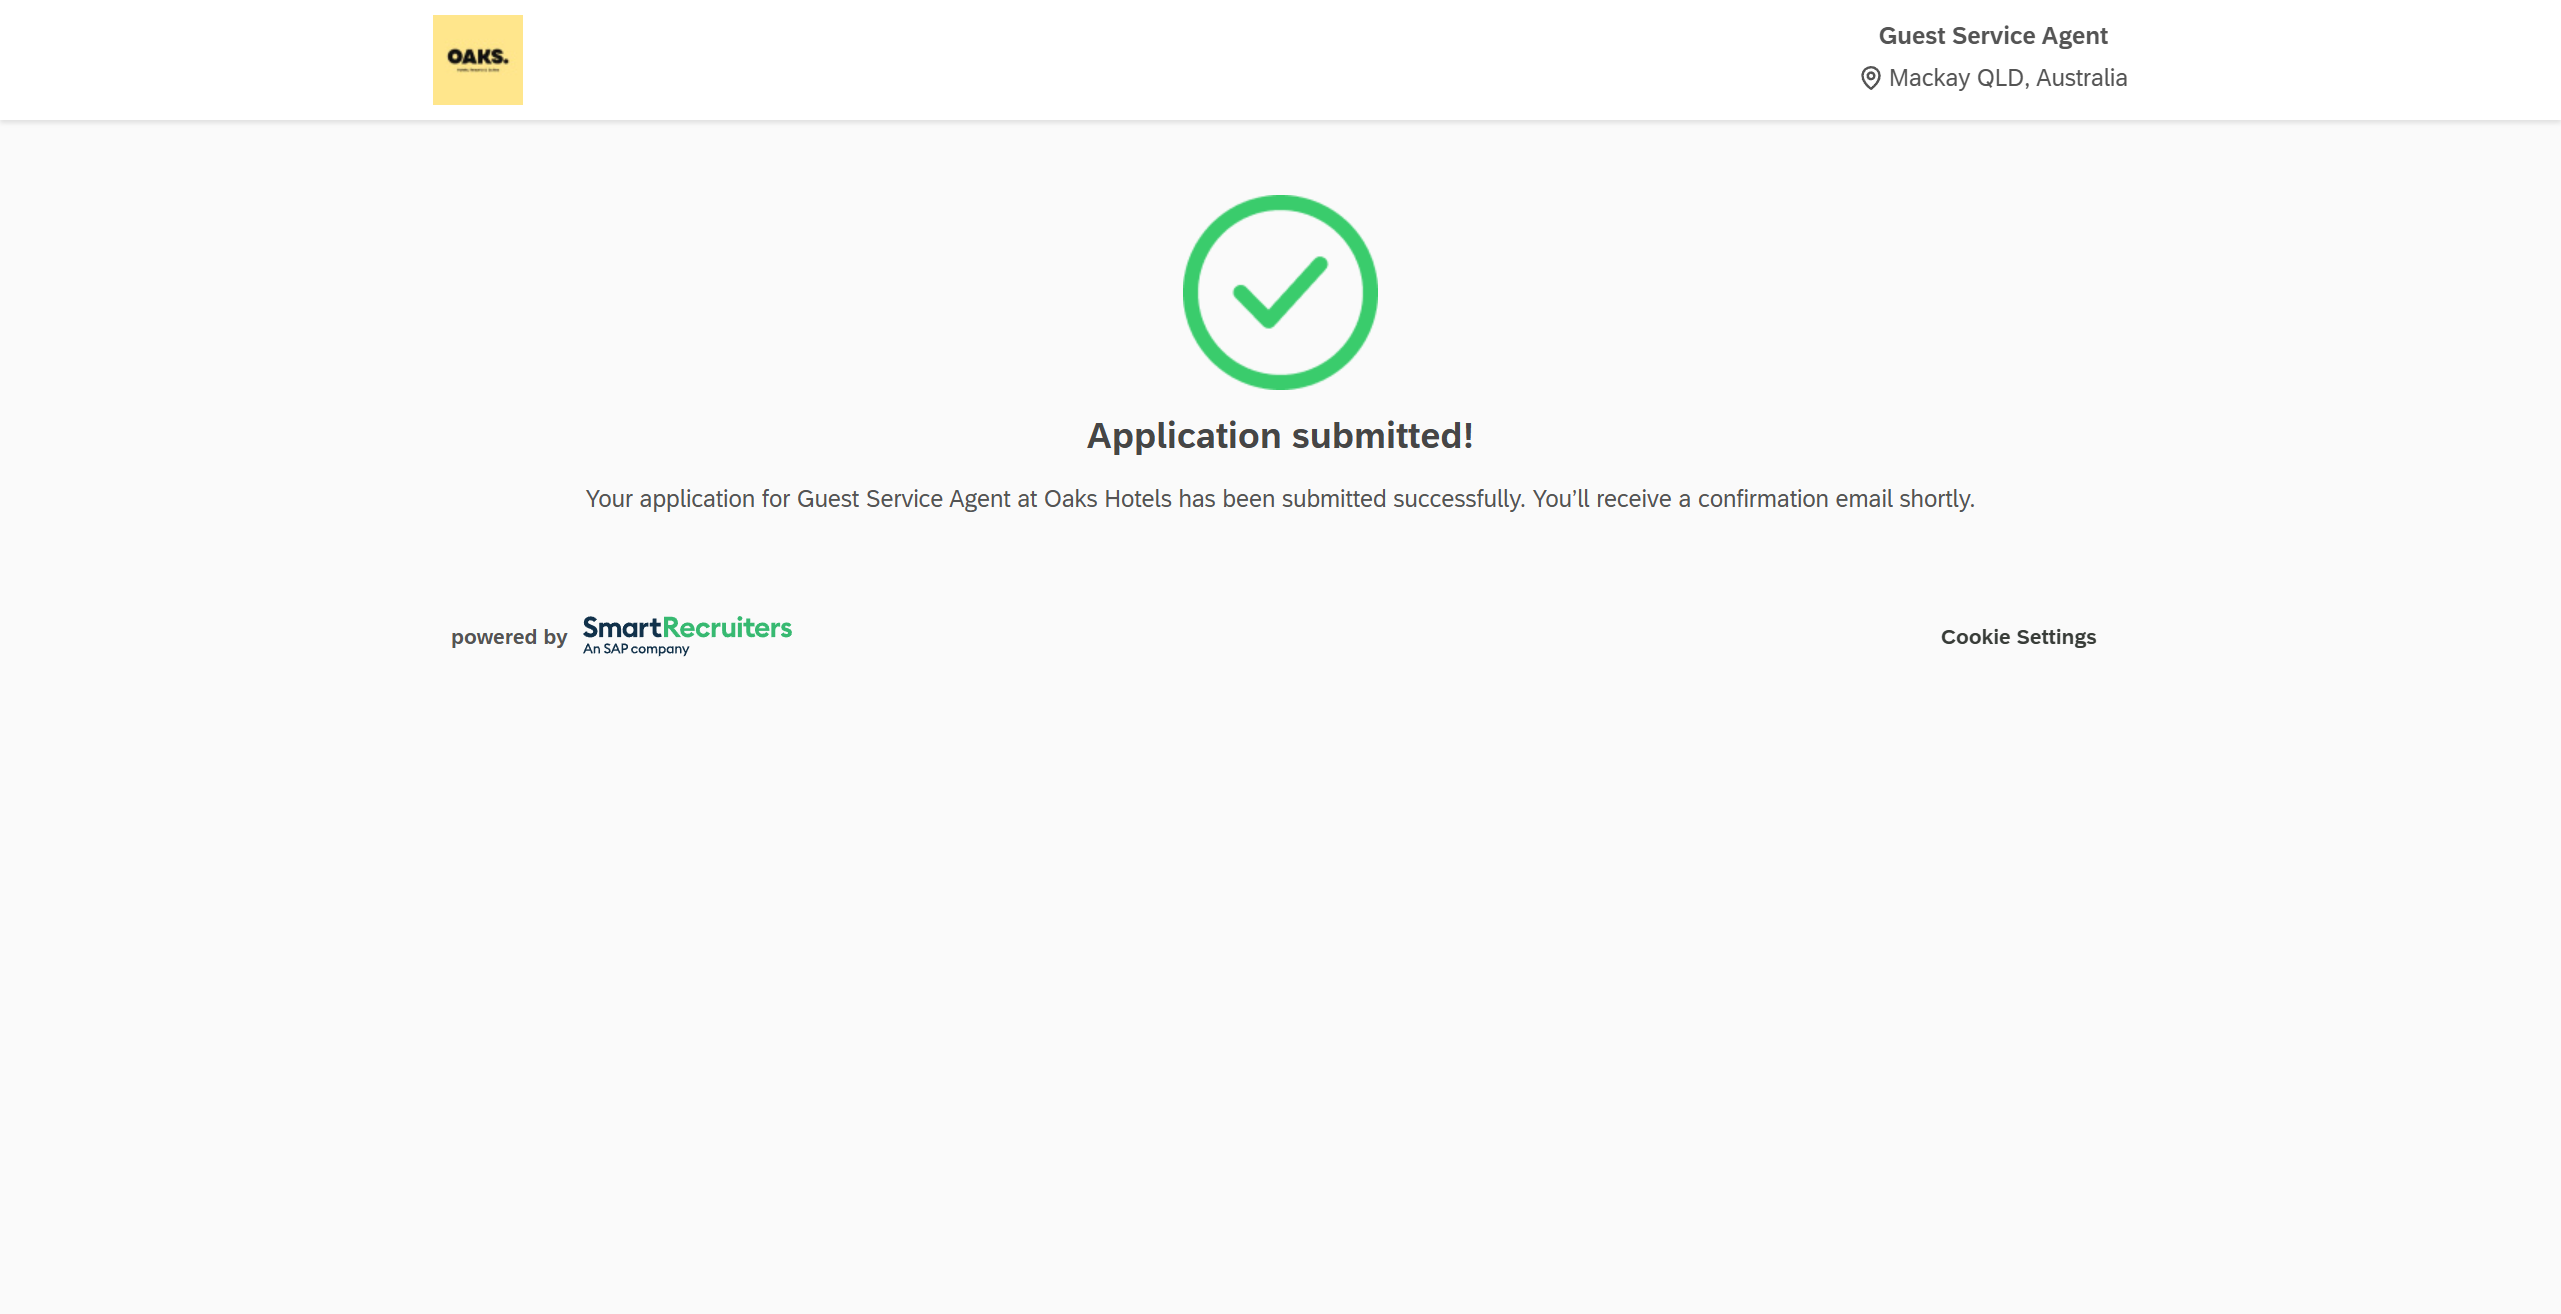 OAKS.
Guest Service Agent
Mackay QLD, Australia
Application submitted!
Your application for Guest Service Agent at Oaks Hotels has been submitted successfully. You’ll receive a confirmation email shortly.
powered by SmartRecruiters
An SAP company
Cookie Settings